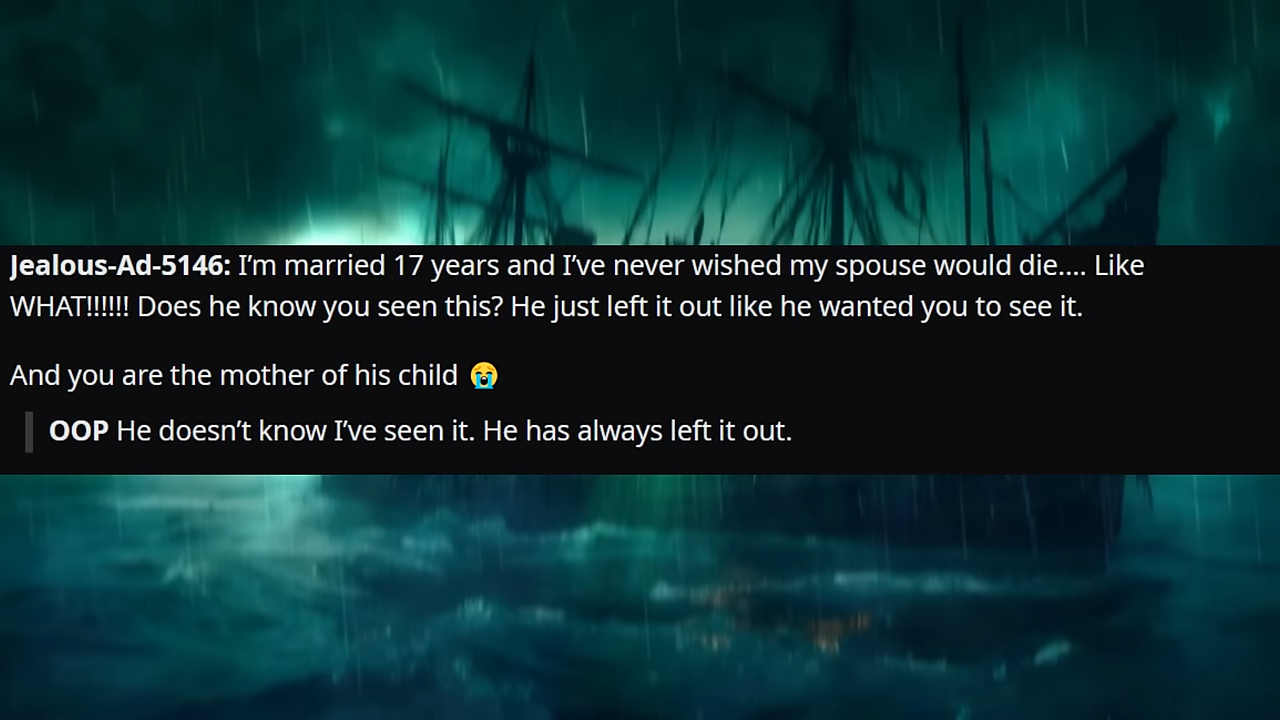 Jealous-Ad-5146: I’m married 17 years and I’ve never wished my spouse would die.... Like
WHAT!!!!!! Does he know you seen this? He just left it out like he wanted you to see it.
And you are the mother of his child 😭
OOP He doesn’t know I’ve seen it. He has always left it out.